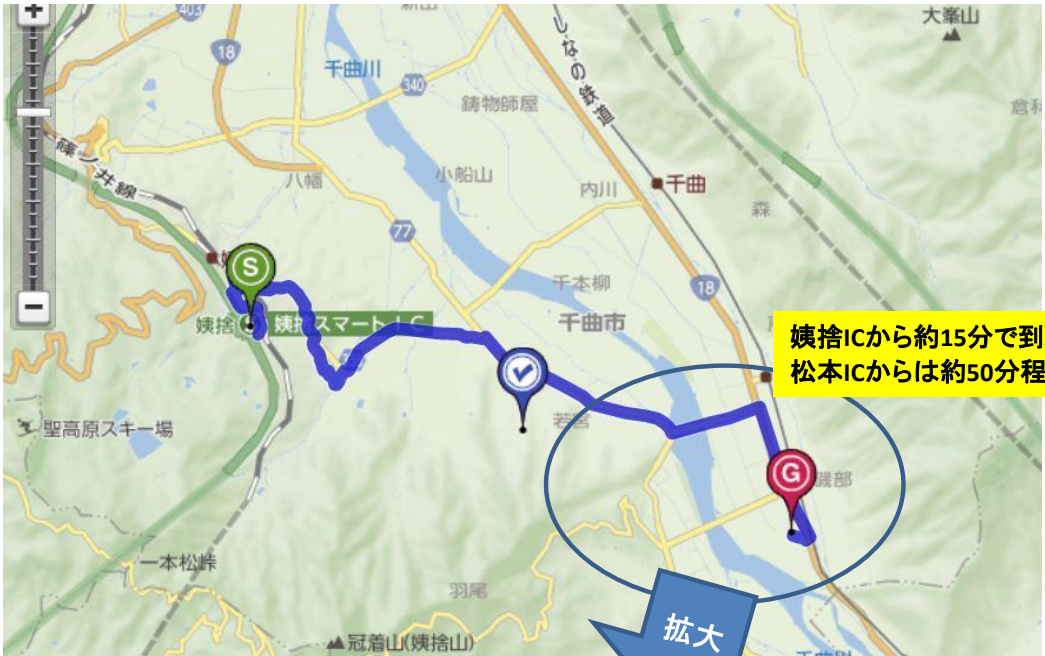 403
大峯山
18
千曲川
しなの鉄道
340
鋳物師屋
倉科
篠ノ井線
八幡
小船山
内川
千曲
森
77
S
千本柳
18
姨捨
姨捨スマートIC
千曲市
姨捨ICから約15分で到
松本ICからは約50分程
聖高原スキー場
若宮
G
磯部
一本松峠
羽尾
拡大
冠着山(姨捨山)
千曲川